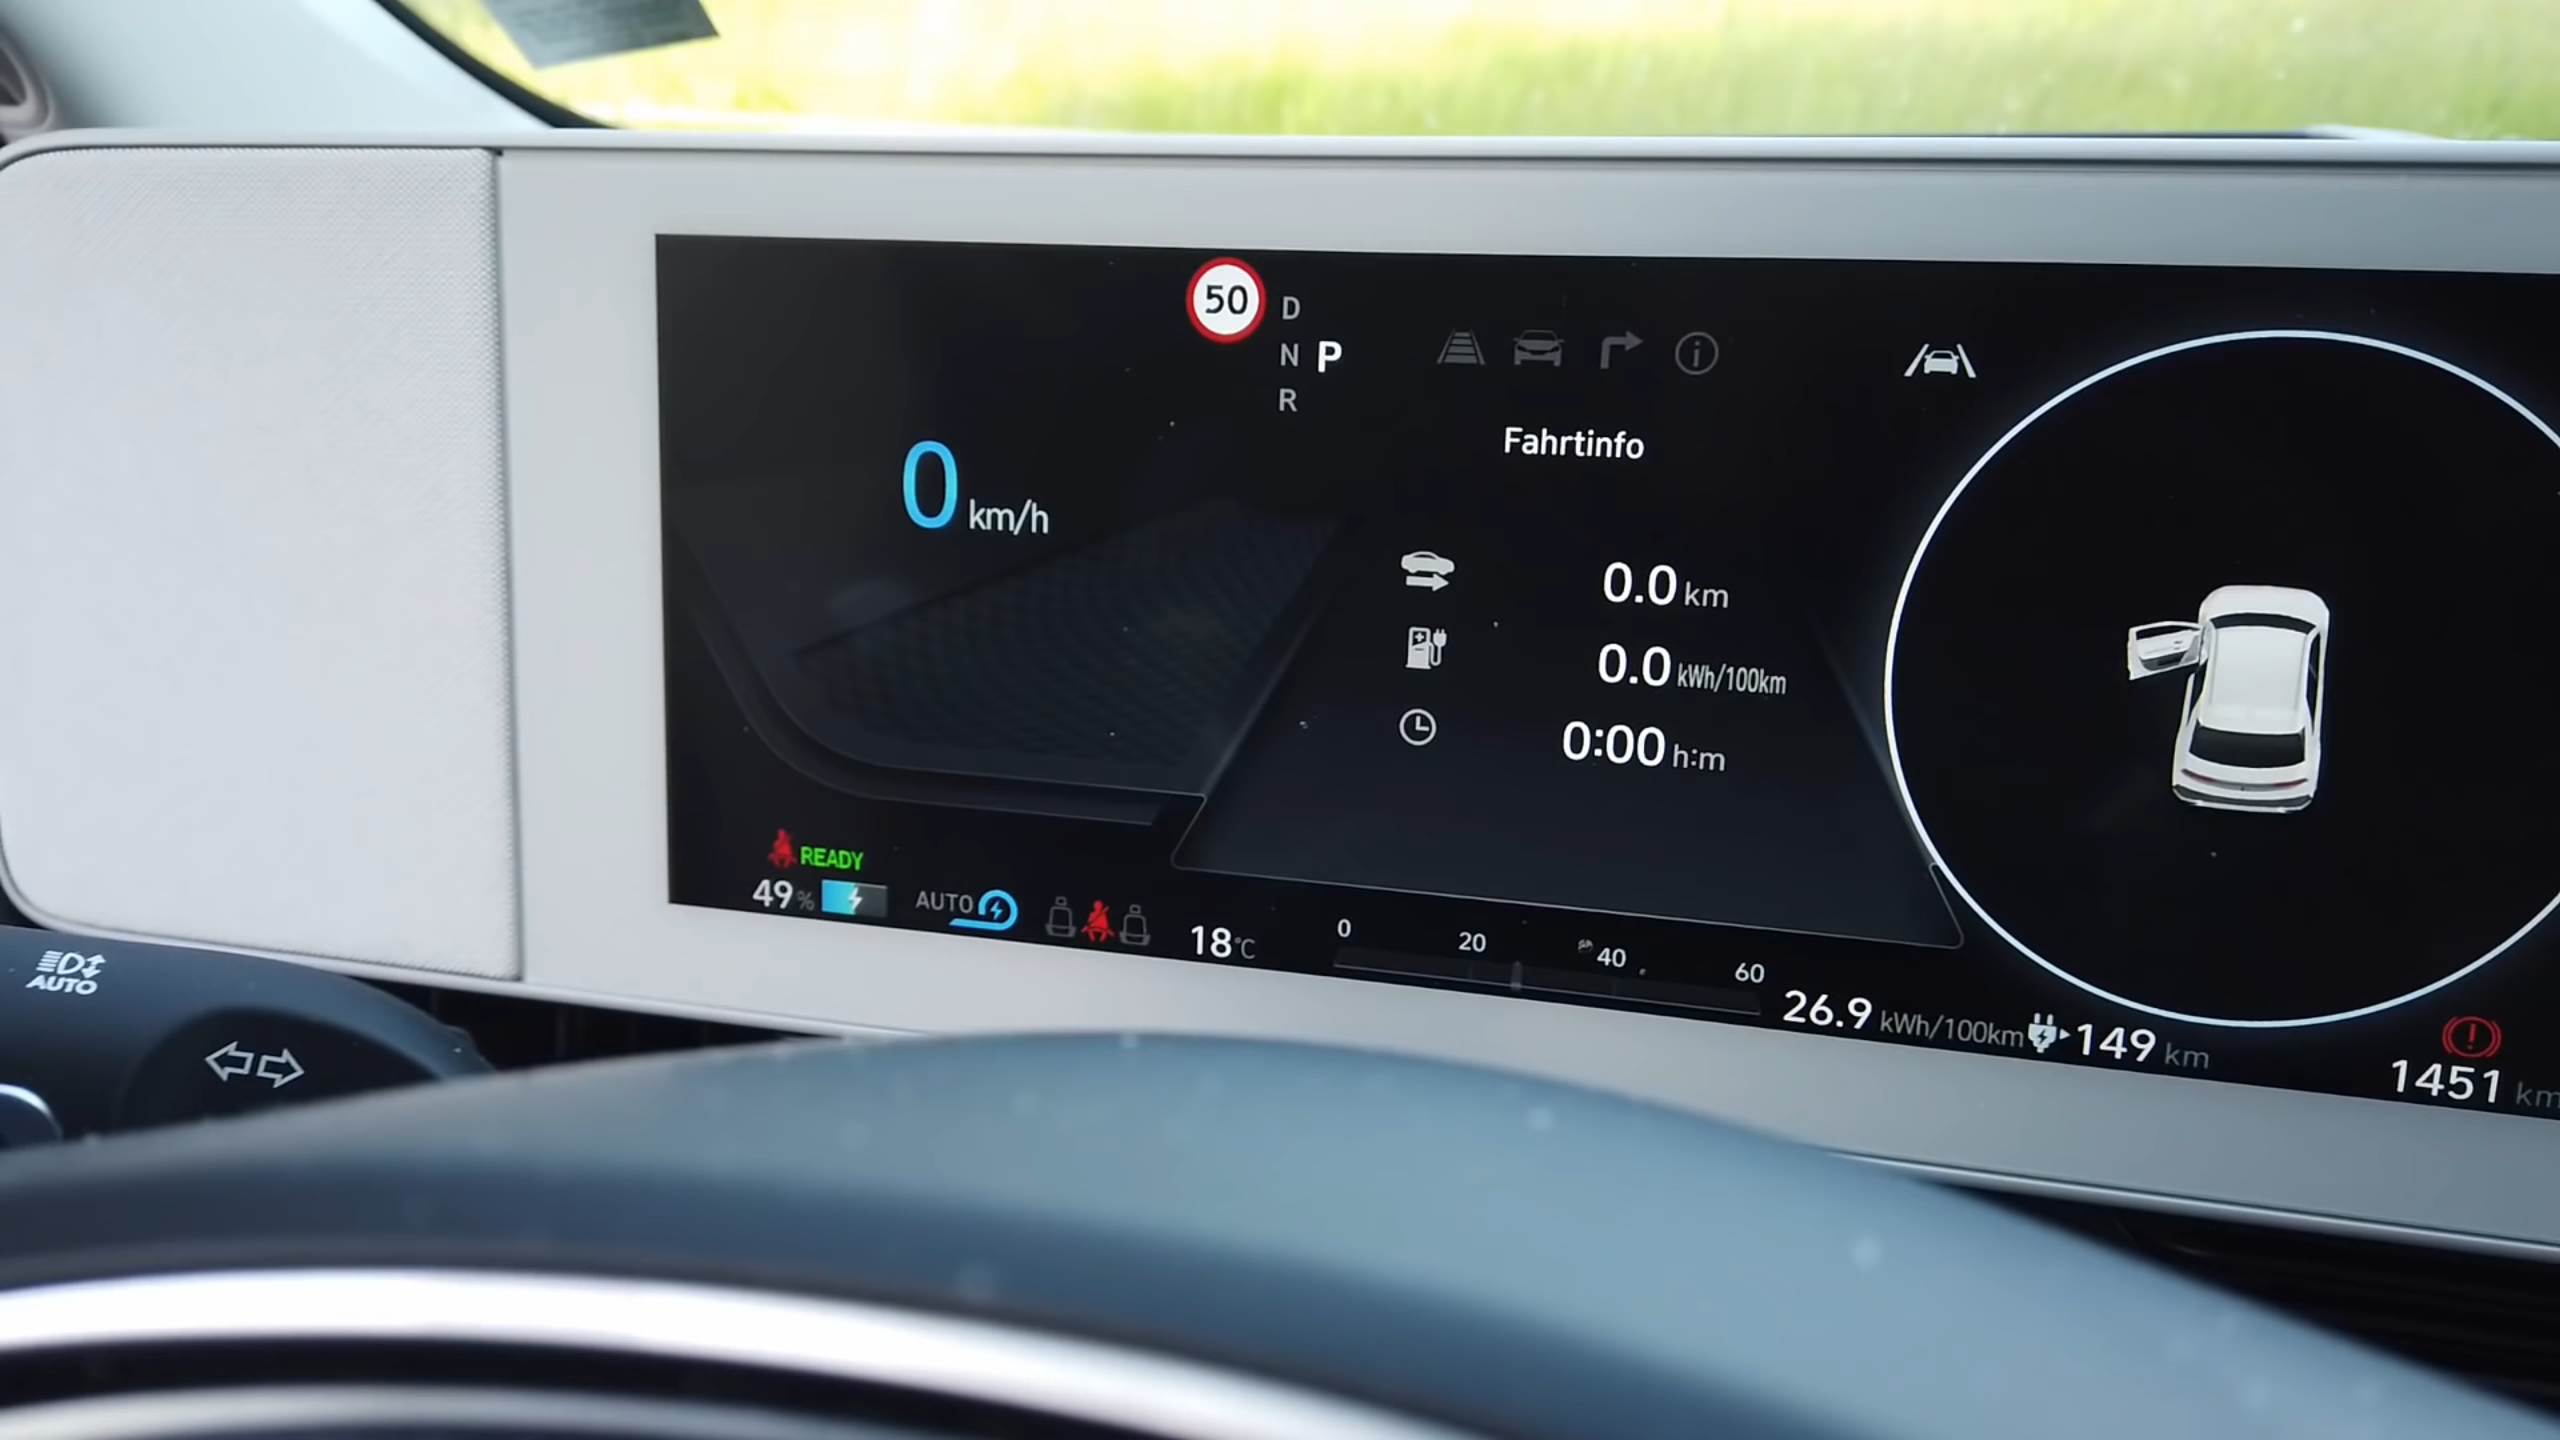 50
D
N P
R
Fahrtinfo
0 km/h
0.0 km
0.0 kWh/100km
0:00 h:m
READY
49 %
AUTO
18°C
0 20 40 60
26.9 kWh/100km
149 km
1451 km
AUTO